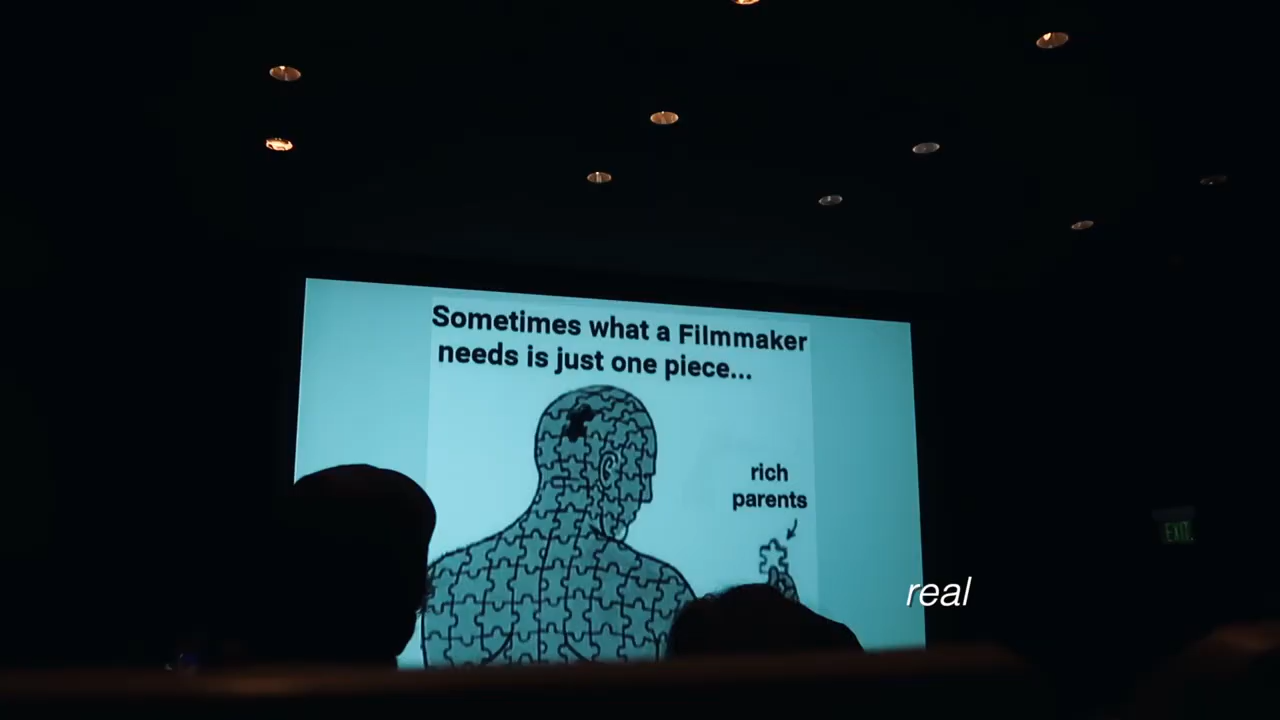 Sometimes what a Filmmaker
needs is just one piece...
rich
parents
EXIT
real